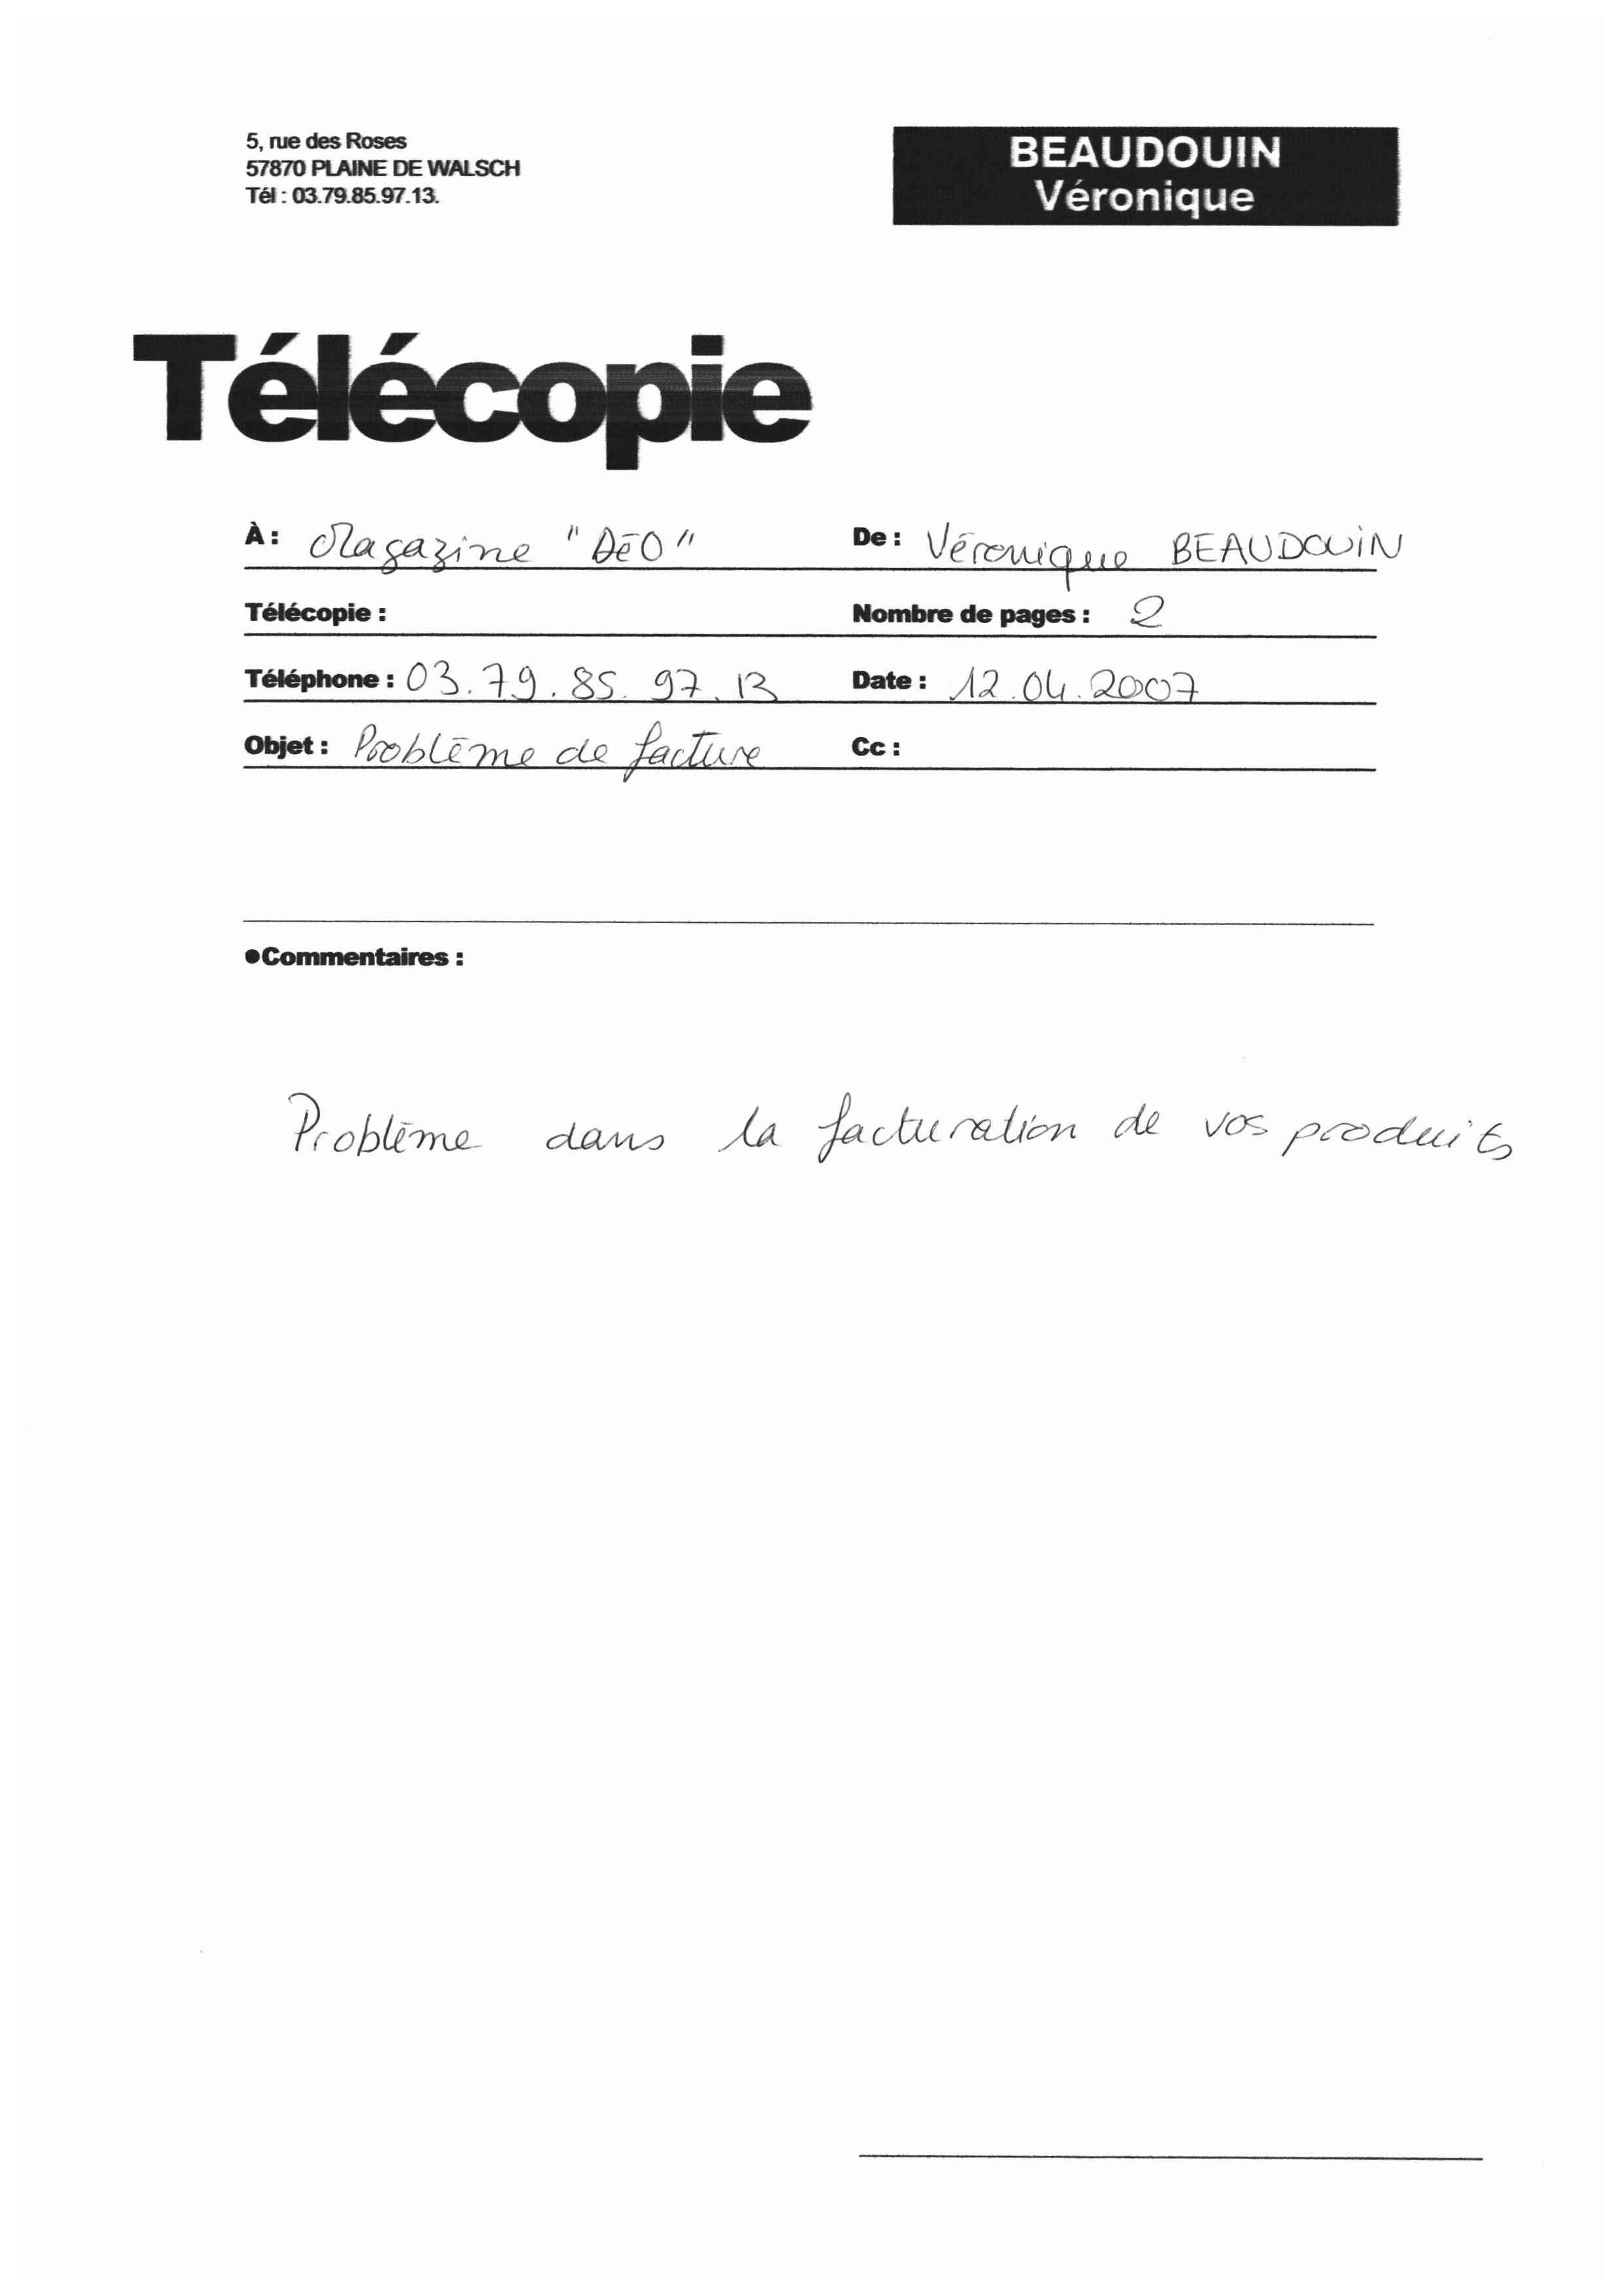 5, rue des Roses
57870 PLAINE DE WALSCH
Tél : 03.79.85.97.13.
BEAUDOUIN
Véronique
Télécopie
À : Magazine "DéO" De : Véronique BEAUDOUIN
Télécopie : Nombre de pages : 2
Téléphone : 03.79.85.97.13 Date : 12.04.2007
Objet : Problème de facture Cc :
●Commentaires :
Problème dans la facturation de vos produits